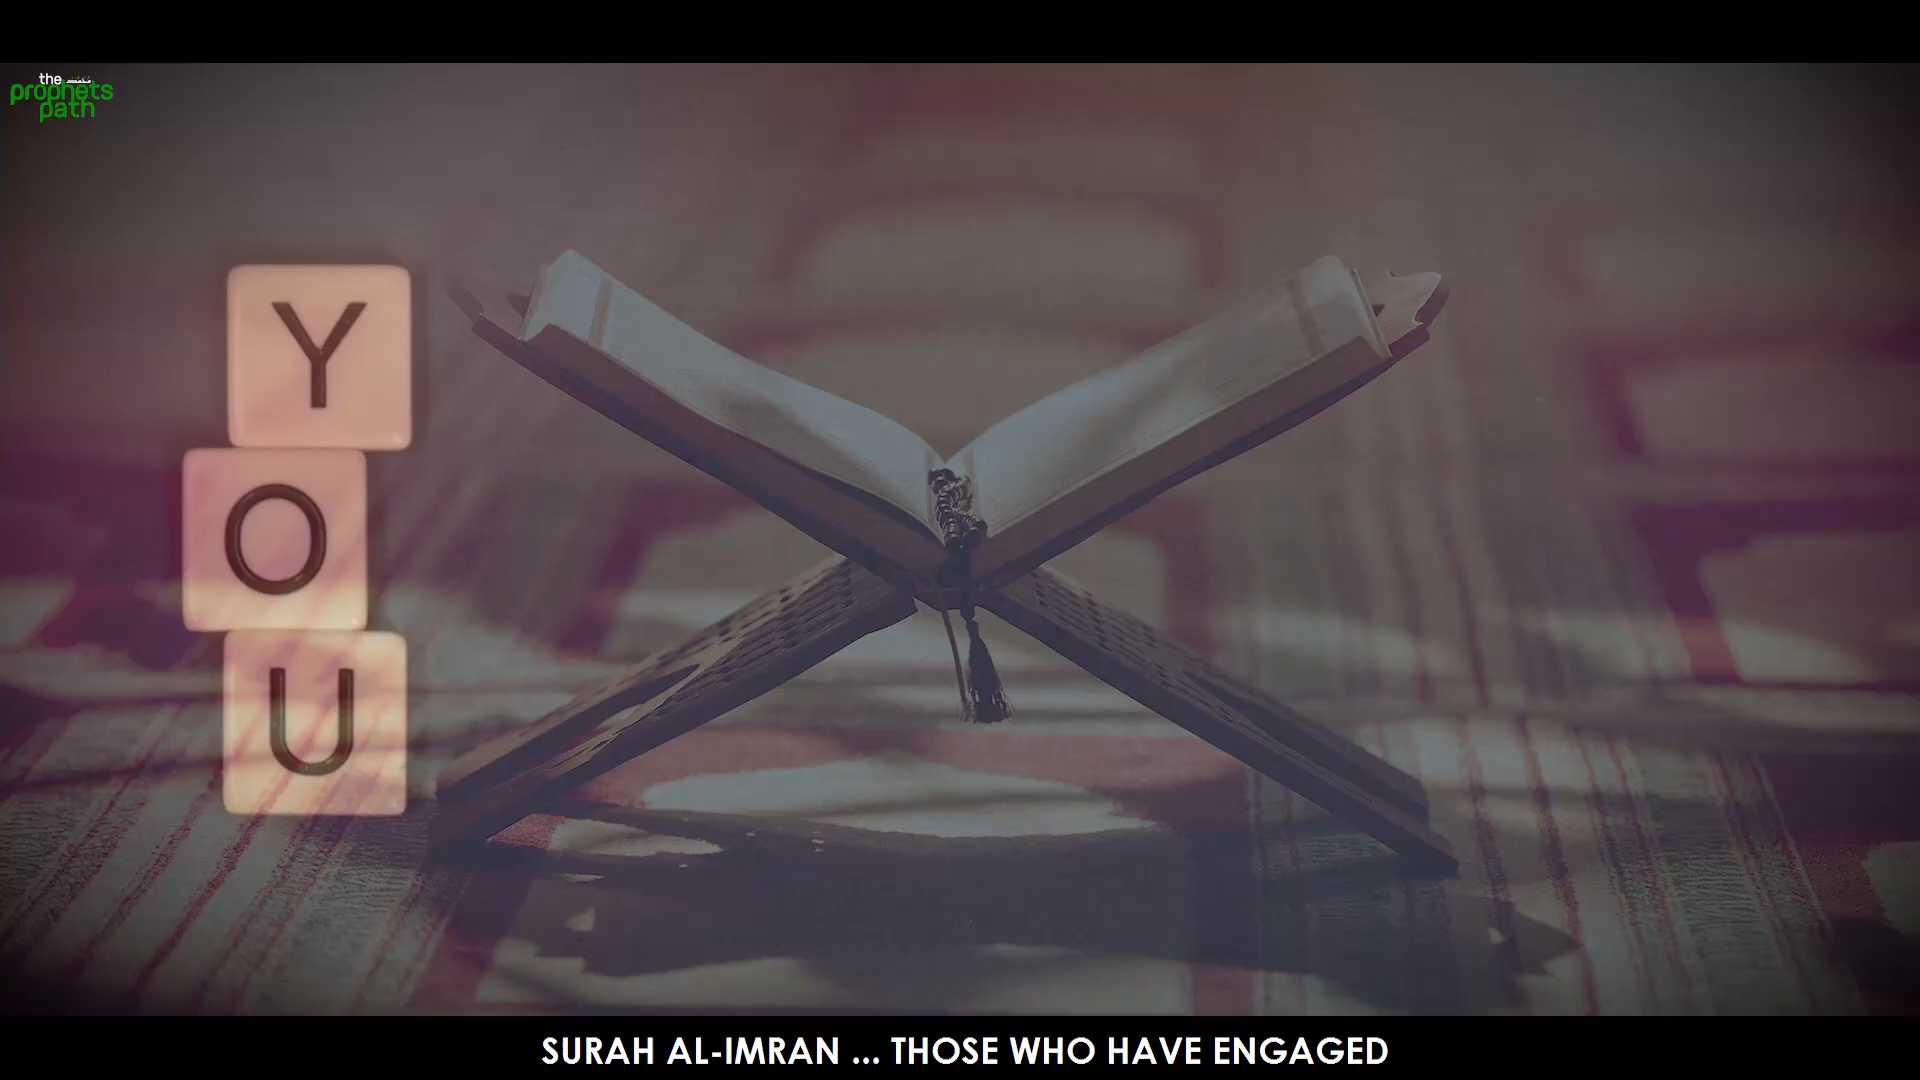 the
prophets
path
Y
O
U
SURAH AL-IMRAN ... THOSE WHO HAVE ENGAGED